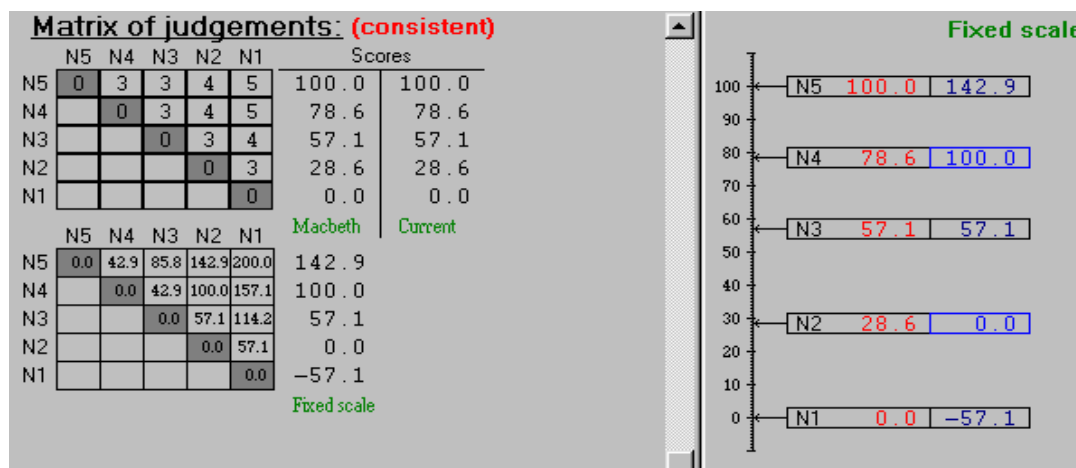 Matrix of judgements: (consistent)
N5 N4 N3 N2 N1 Scores
N5 0 3 3 4 5 100.0 100.0
N4 0 3 4 5 78.6 78.6
N3 0 3 4 57.1 57.1
N2 0 3 28.6 28.6
N1 0 0.0 0.0
Macbeth Current
N5 N4 N3 N2 N1
N5 0.0 42.9 85.8 142.9 200.0 142.9
N4 0.0 42.9 100.0 157.1 100.0
N3 0.0 57.1 114.2 57.1
N2 0.0 57.1 0.0
N1 0.0 −57.1
Fixed scale
Fixed scale
100 N5 100.0 142.9
90
80 N4 78.6 100.0
70
60 N3 57.1 57.1
50
40
30 N2 28.6 0.0
20
10
0 N1 0.0 −57.1